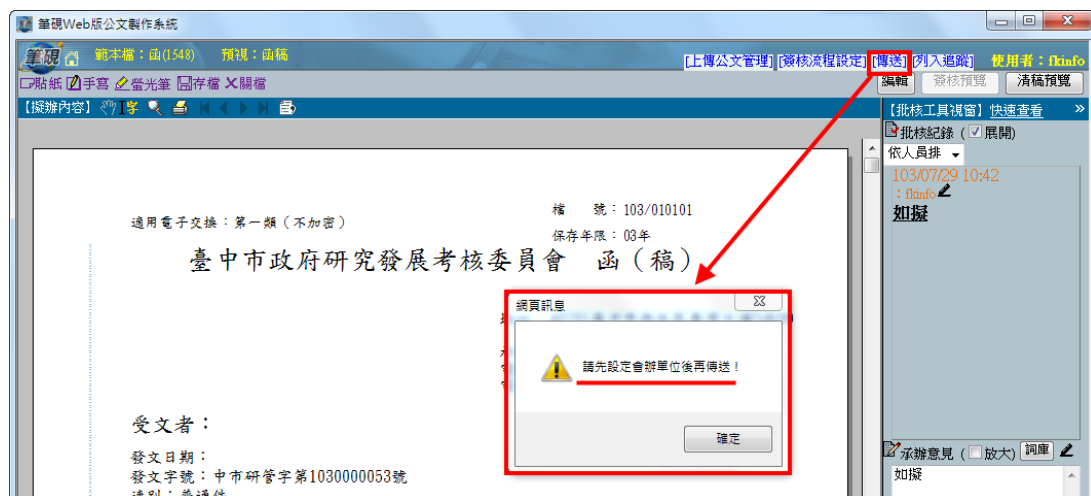 筆硯Web版公文製作系統
筆硯 範本檔：函(1548) 預視：函稿
[上傳公文管理] [簽核流程設定] [傳送] [列入追蹤] 使用者：fkinfo
貼紙 手寫 螢光筆 存檔 關檔
編輯 簽核預覽 清稿預覽
【擬辦內容】 字
【批核工具視窗】快速查看 »
批核紀錄 (展開)
依人員排
103/07/29 10:42
：fkinfo
如擬
檔 號：103/010101
適用電子交換：第一類（不加密）
保存年限：03年
臺中市政府研究發展考核委員會 函（稿）
網頁訊息
請先設定會辦單位後再傳送！
確定
受文者：
發文日期：
發文字號：中市研管字第1030000053號
承辦意見 (放大) 詞庫
如擬